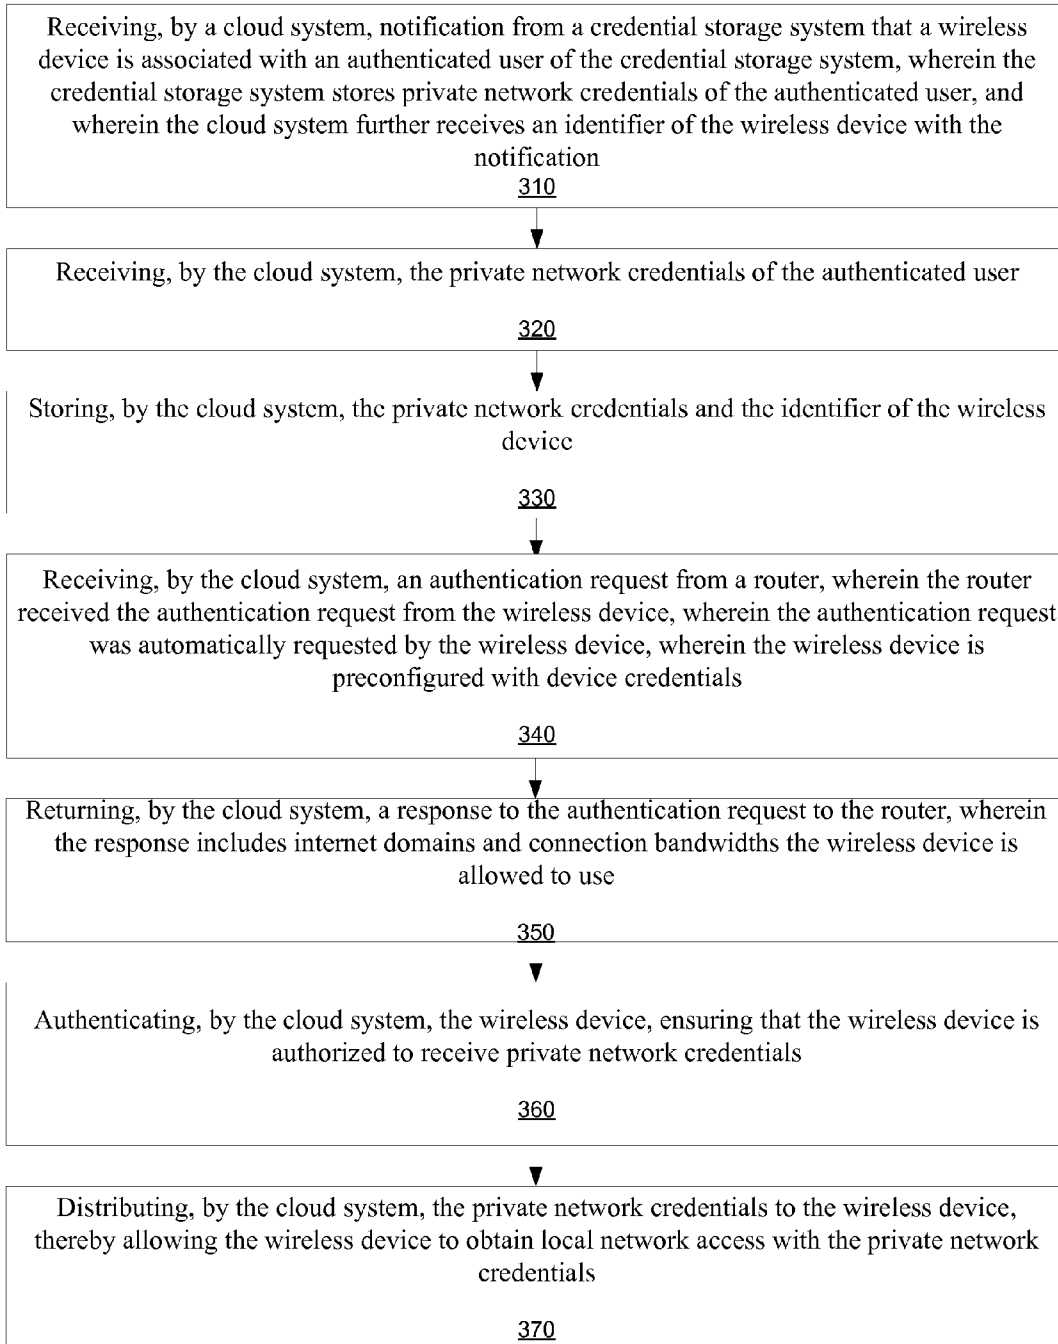 Receiving, by a cloud system, notification from a credential storage system that a wireless
device is associated with an authenticated user of the credential storage system, wherein the
credential storage system stores private network credentials of the authenticated user, and
wherein the cloud system further receives an identifier of the wireless device with the
notification
310
Receiving, by the cloud system, the private network credentials of the authenticated user
320
Storing, by the cloud system, the private network credentials and the identifier of the wireless
device
330
Receiving, by the cloud system, an authentication request from a router, wherein the router
received the authentication request from the wireless device, wherein the authentication request
was automatically requested by the wireless device, wherein the wireless device is
preconfigured with device credentials
340
Returning, by the cloud system, a response to the authentication request to the router, wherein
the response includes internet domains and connection bandwidths the wireless device is
allowed to use
350
Authenticating, by the cloud system, the wireless device, ensuring that the wireless device is
authorized to receive private network credentials
360
Distributing, by the cloud system, the private network credentials to the wireless device,
thereby allowing the wireless device to obtain local network access with the private network
credentials
370